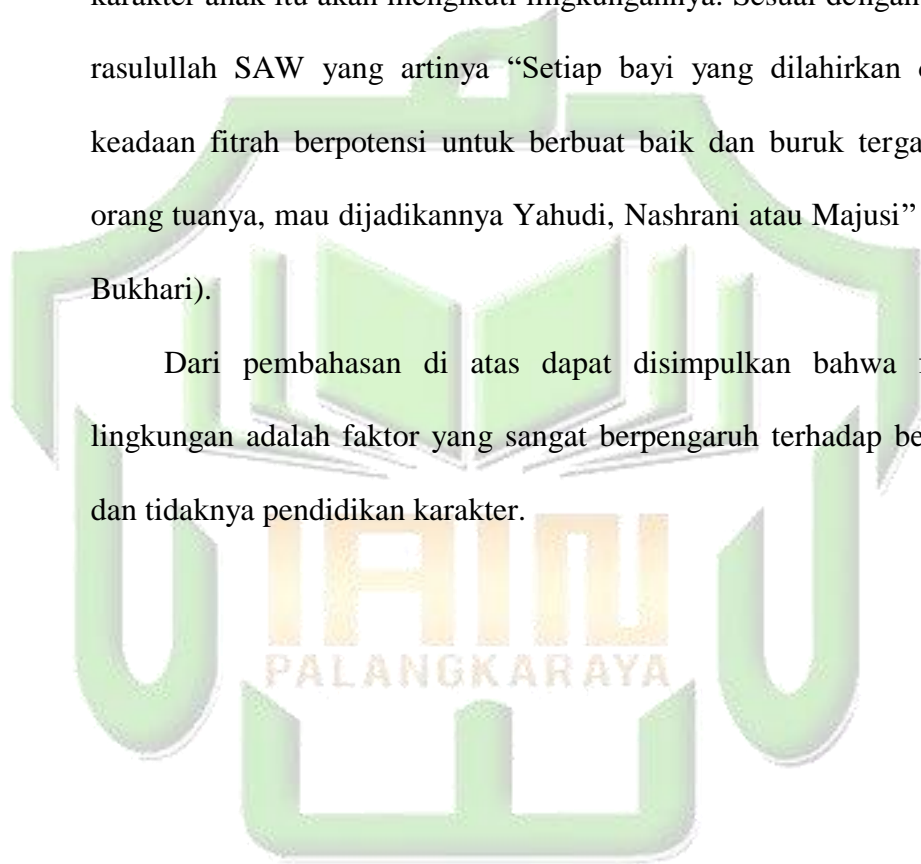 karakter anak itu akan mengikuti lingkungannya. Sesuai dengan
rasulullah SAW yang artinya “Setiap bayi yang dilahirkan
keadaan fitrah berpotensi untuk berbuat baik dan buruk
orang tuanya, mau dijadikannya Yahudi, Nashrani atau Majusi”
Bukhari).
Dari pembahasan di atas dapat disimpulkan bahwa
lingkungan adalah faktor yang sangat berpengaruh terhadap
dan tidaknya pendidikan karakter.
IAIN
PALANGKARAYA